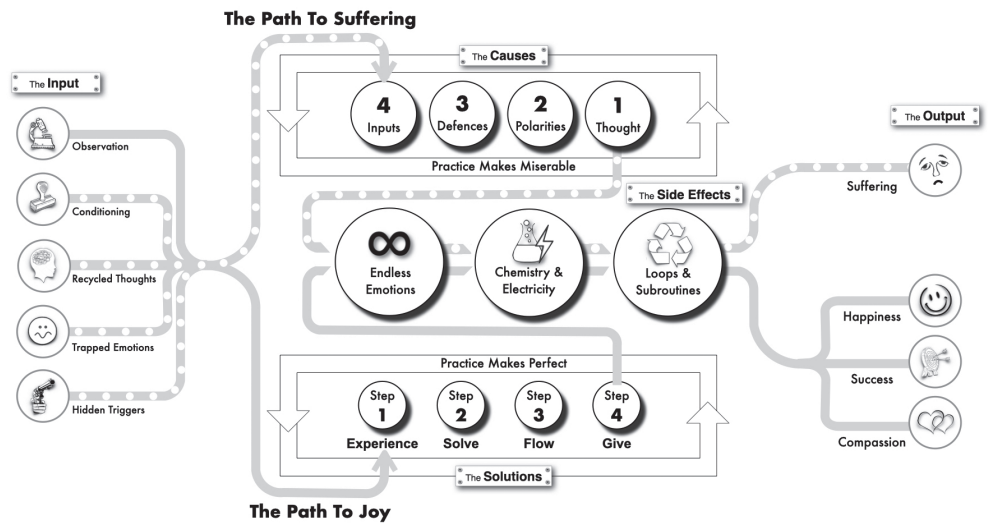 The Path To Suffering
The Causes
The Input
4
Inputs
3
Defences
2
Polarities
1
Thought
Practice Makes Miserable
Observation
Conditioning
Recycled Thoughts
Trapped Emotions
Hidden Triggers
The Side Effects
∞
Endless
Emotions
Chemistry &
Electricity
Loops &
Subroutines
The Output
Suffering
Happiness
Success
Compassion
Practice Makes Perfect
Step
1
Experience
Step
2
Solve
Step
3
Flow
Step
4
Give
The Solutions
The Path To Joy